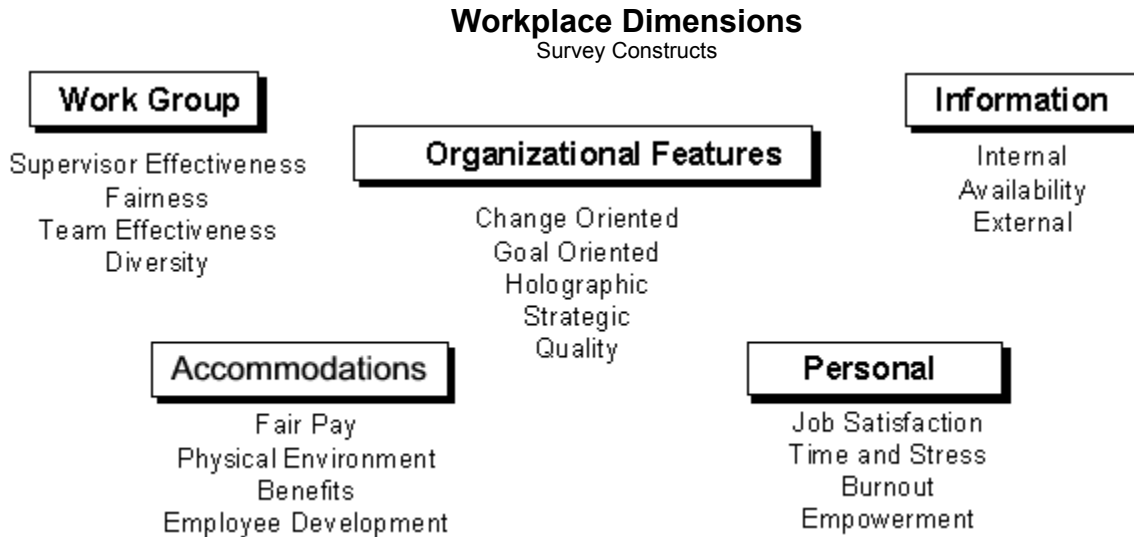 Workplace Dimensions
Survey Constructs
Work Group
Supervisor Effectiveness
Fairness
Team Effectiveness
Diversity
Organizational Features
Change Oriented
Goal Oriented
Holographic
Strategic
Quality
Information
Internal
Availability
External
Accommodations
Fair Pay
Physical Environment
Benefits
Employee Development
Personal
Job Satisfaction
Time and Stress
Burnout
Empowerment